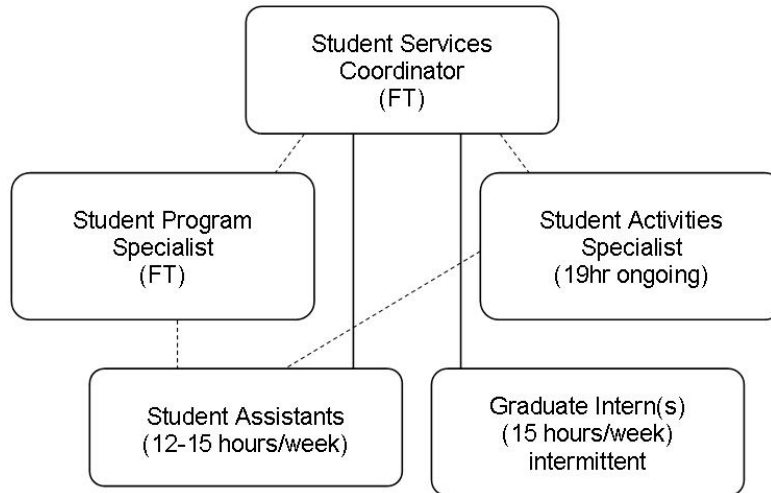 Student Services
Coordinator
(FT)
Student Program
Specialist
(FT)
Student Activities
Specialist
(19hr ongoing)
Student Assistants
(12-15 hours/week)
Graduate Intern(s)
(15 hours/week)
intermittent